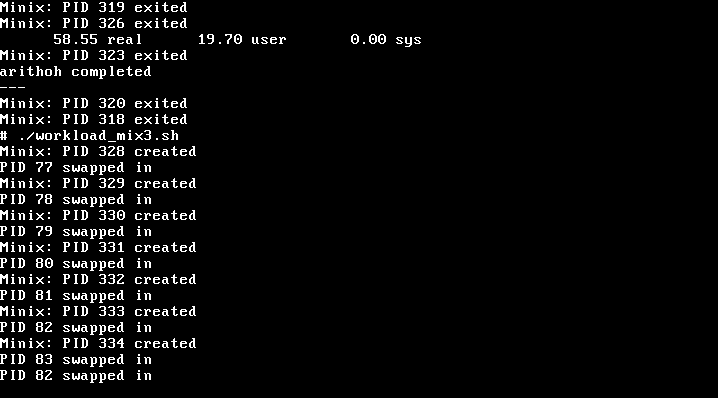 Minix: PID 319 exited
Minix: PID 326 exited
58.55 real 19.70 user 0.00 sys
Minix: PID 323 exited
arithoh completed
---
Minix: PID 320 exited
Minix: PID 318 exited
# ./workload_mix3.sh
Minix: PID 328 created
PID 77 swapped in
Minix: PID 329 created
PID 78 swapped in
Minix: PID 330 created
PID 79 swapped in
Minix: PID 331 created
PID 80 swapped in
Minix: PID 332 created
PID 81 swapped in
Minix: PID 333 created
PID 82 swapped in
Minix: PID 334 created
PID 83 swapped in
PID 82 swapped in